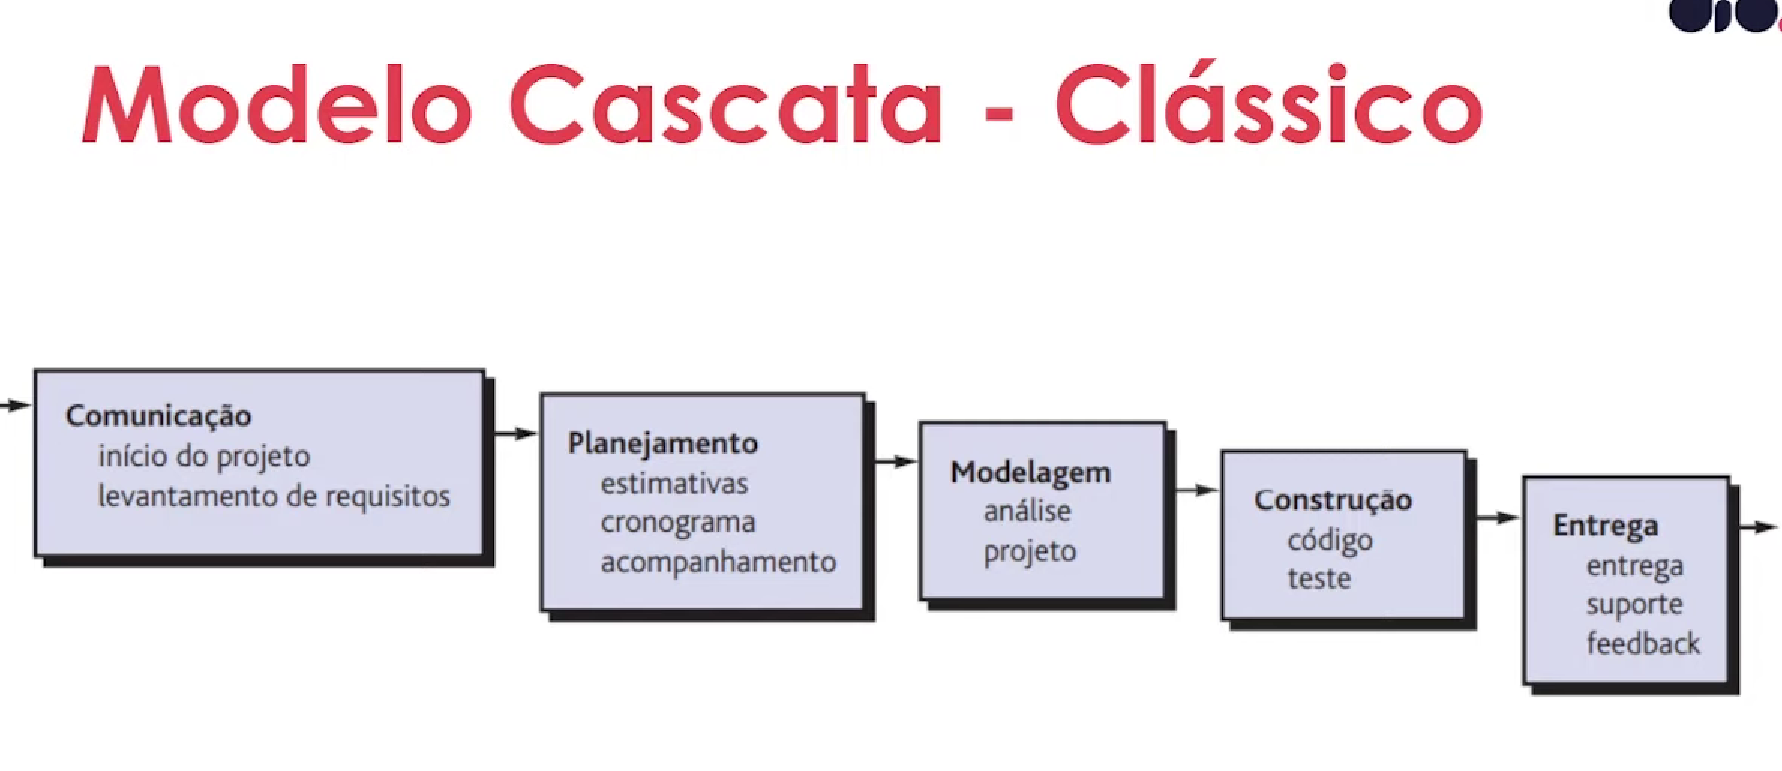 Modelo Cascata - Clássico
Comunicação
início do projeto
levantamento de requisitos
Planejamento
estimativas
cronograma
acompanhamento
Modelagem
análise
projeto
Construção
código
teste
Entrega
entrega
suporte
feedback